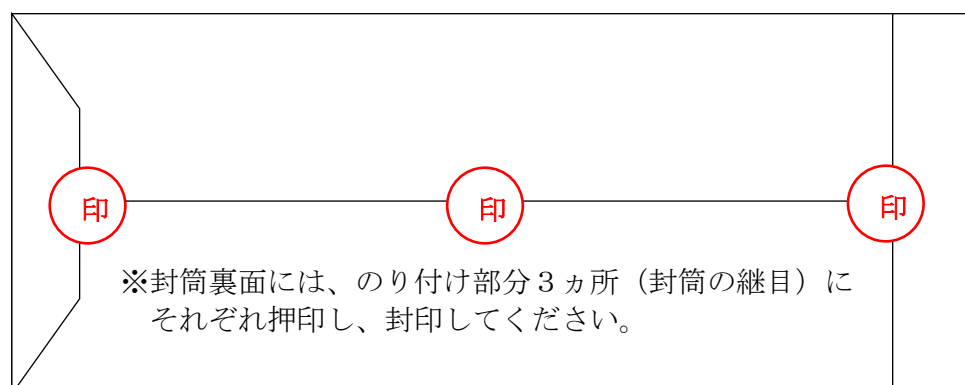 印 印 印
※封筒裏面には、のり付け部分３ヵ所（封筒の継目）に
それぞれ押印し、封印してください。